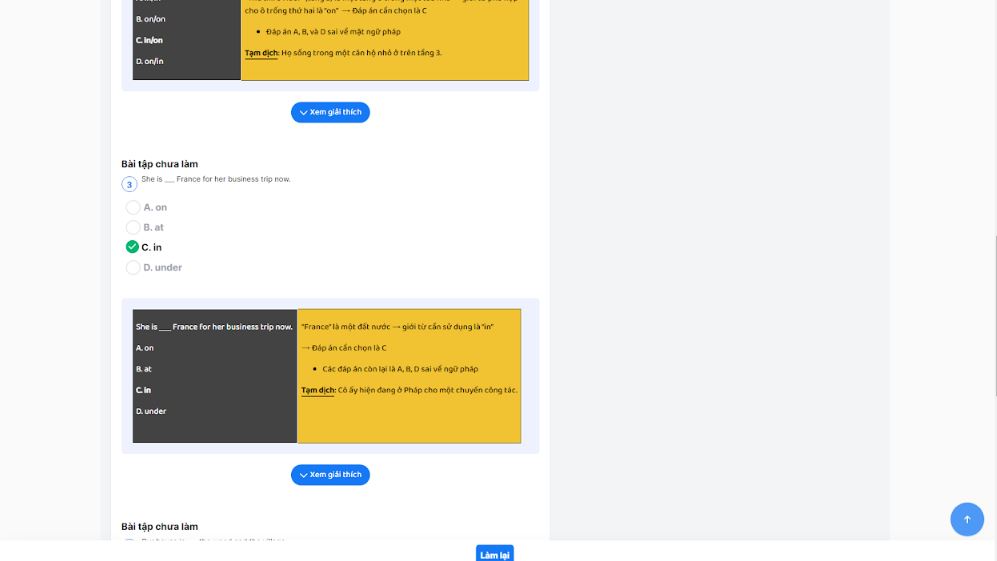 B. on/on
C. in/on
D. on/in
cho ô trống thứ hai là "on" → Đáp án cần chọn là C
Đáp án A, B, và D sai về mặt ngữ pháp
Tạm dịch: Họ sống trong một căn hộ nhỏ ở trên tầng 3.
Xem giải thích
Bài tập chưa làm
3
She is ___ France for her business trip now.
A. on
B. at
C. in
D. under
She is ___ France for her business trip now.
A. on
B. at
C. in
D. under
"France" là một đất nước → giới từ cần sử dụng là "in"
→ Đáp án cần chọn là C
Các đáp án còn lại là A, B, D sai về ngữ pháp
Tạm dịch: Cô ấy hiện đang ở Pháp cho một chuyến công tác.
Xem giải thích
Bài tập chưa làm
Làm lại